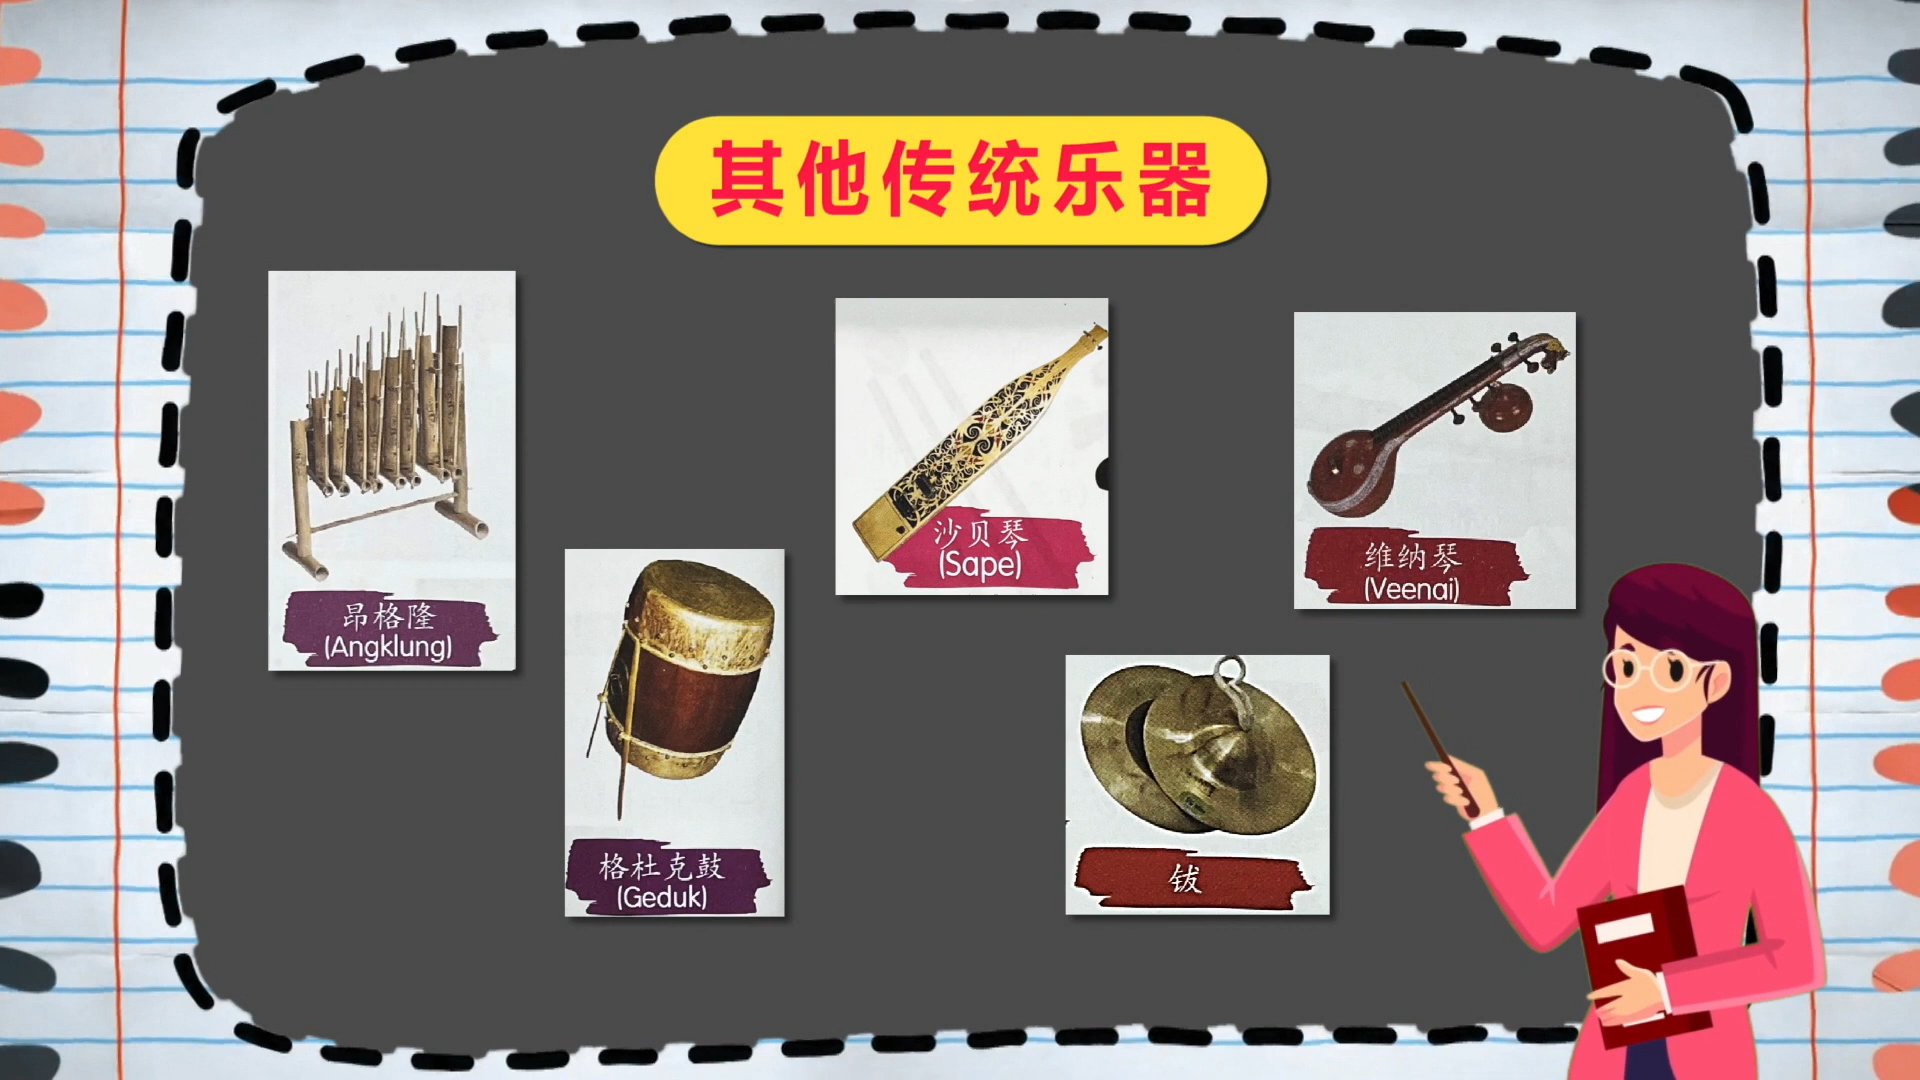 其他传统乐器
昂格隆
(Angklung)
格杜克鼓
(Geduk)
沙贝琴
(Sape)
钹
维纳琴
(Veenai)